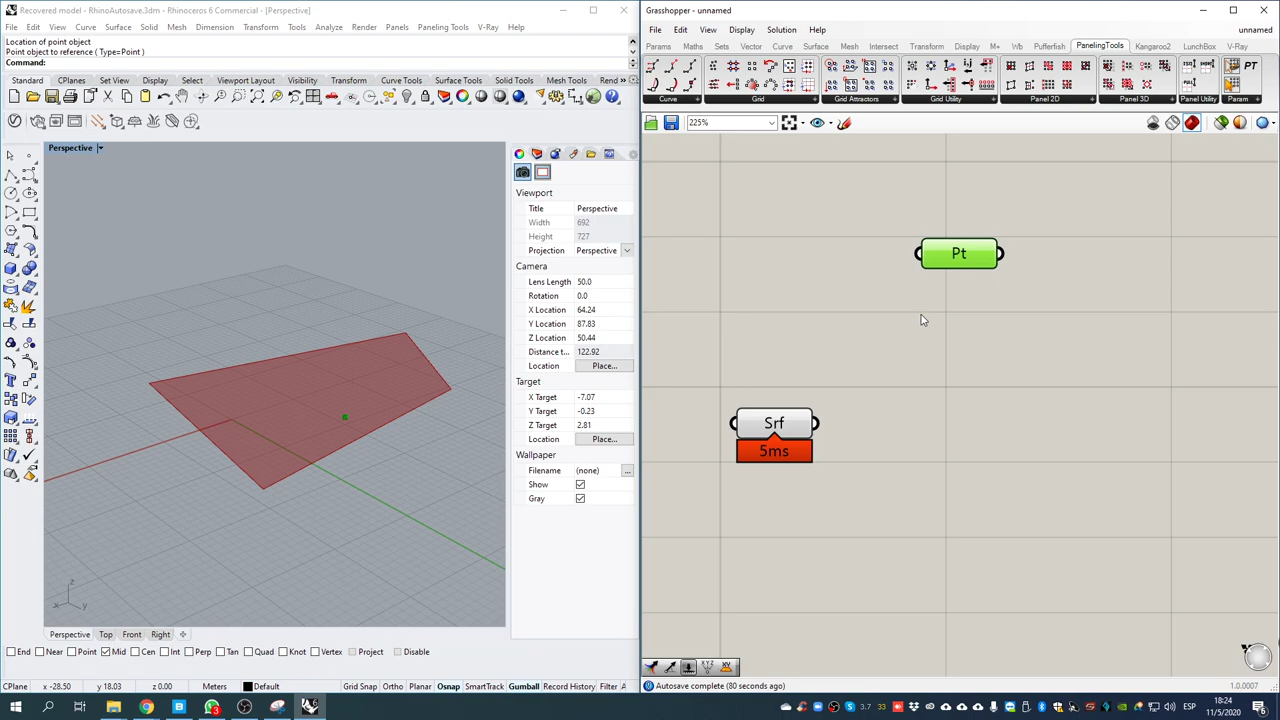 Recovered model - RhinoAutosave.3dm - Rhinoceros 6 Commercial - [Perspective]
File Edit View Curve Surface Solid Mesh Dimension Transform Tools Analyze Render Panels Paneling Tools V-Ray Help
Location of point object
Point object to reference ( Type=Point )
Command:
Standard CPlanes Set View Display Select Viewport Layout Visibility Transform Curve Tools Surface Tools Solid Tools Mesh Tools Rend »
Perspective
Viewport
Title Perspective
Width 692
Height 727
Projection Perspective
Camera
Lens Length 50.0
Rotation 0.0
X Location 64.24
Y Location 87.83
Z Location 50.44
Distance t... 122.92
Location Place...
Target
X Target -7.07
Y Target -0.23
Z Target 2.81
Location Place...
Wallpaper
Filename (none) ...
Show
Gray
z
x y
Perspective Top Front Right
End Near Point Mid Cen Int Perp Tan Quad Knot Vertex Project Disable
CPlane x -28.50 y 18.03 z 0.00 Meters Default Grid Snap Ortho Planar Osnap SmartTrack Gumball Record History Filter
Grasshopper - unnamed
File Edit View Display Solution Help unnamed
Params Maths Sets Vector Curve Surface Mesh Intersect Transform Display M+ Wb Pufferfish PanelingTools Kangaroo2 LunchBox V-Ray
PT
Curve Grid Grid Attractors Grid Utility Panel 2D Panel 3D Panel Utility Param
225%
Pt
Srf
5ms
Autosave complete (80 seconds ago) 1.0.0007
3.7 33 ESP 18:24
11/5/2020